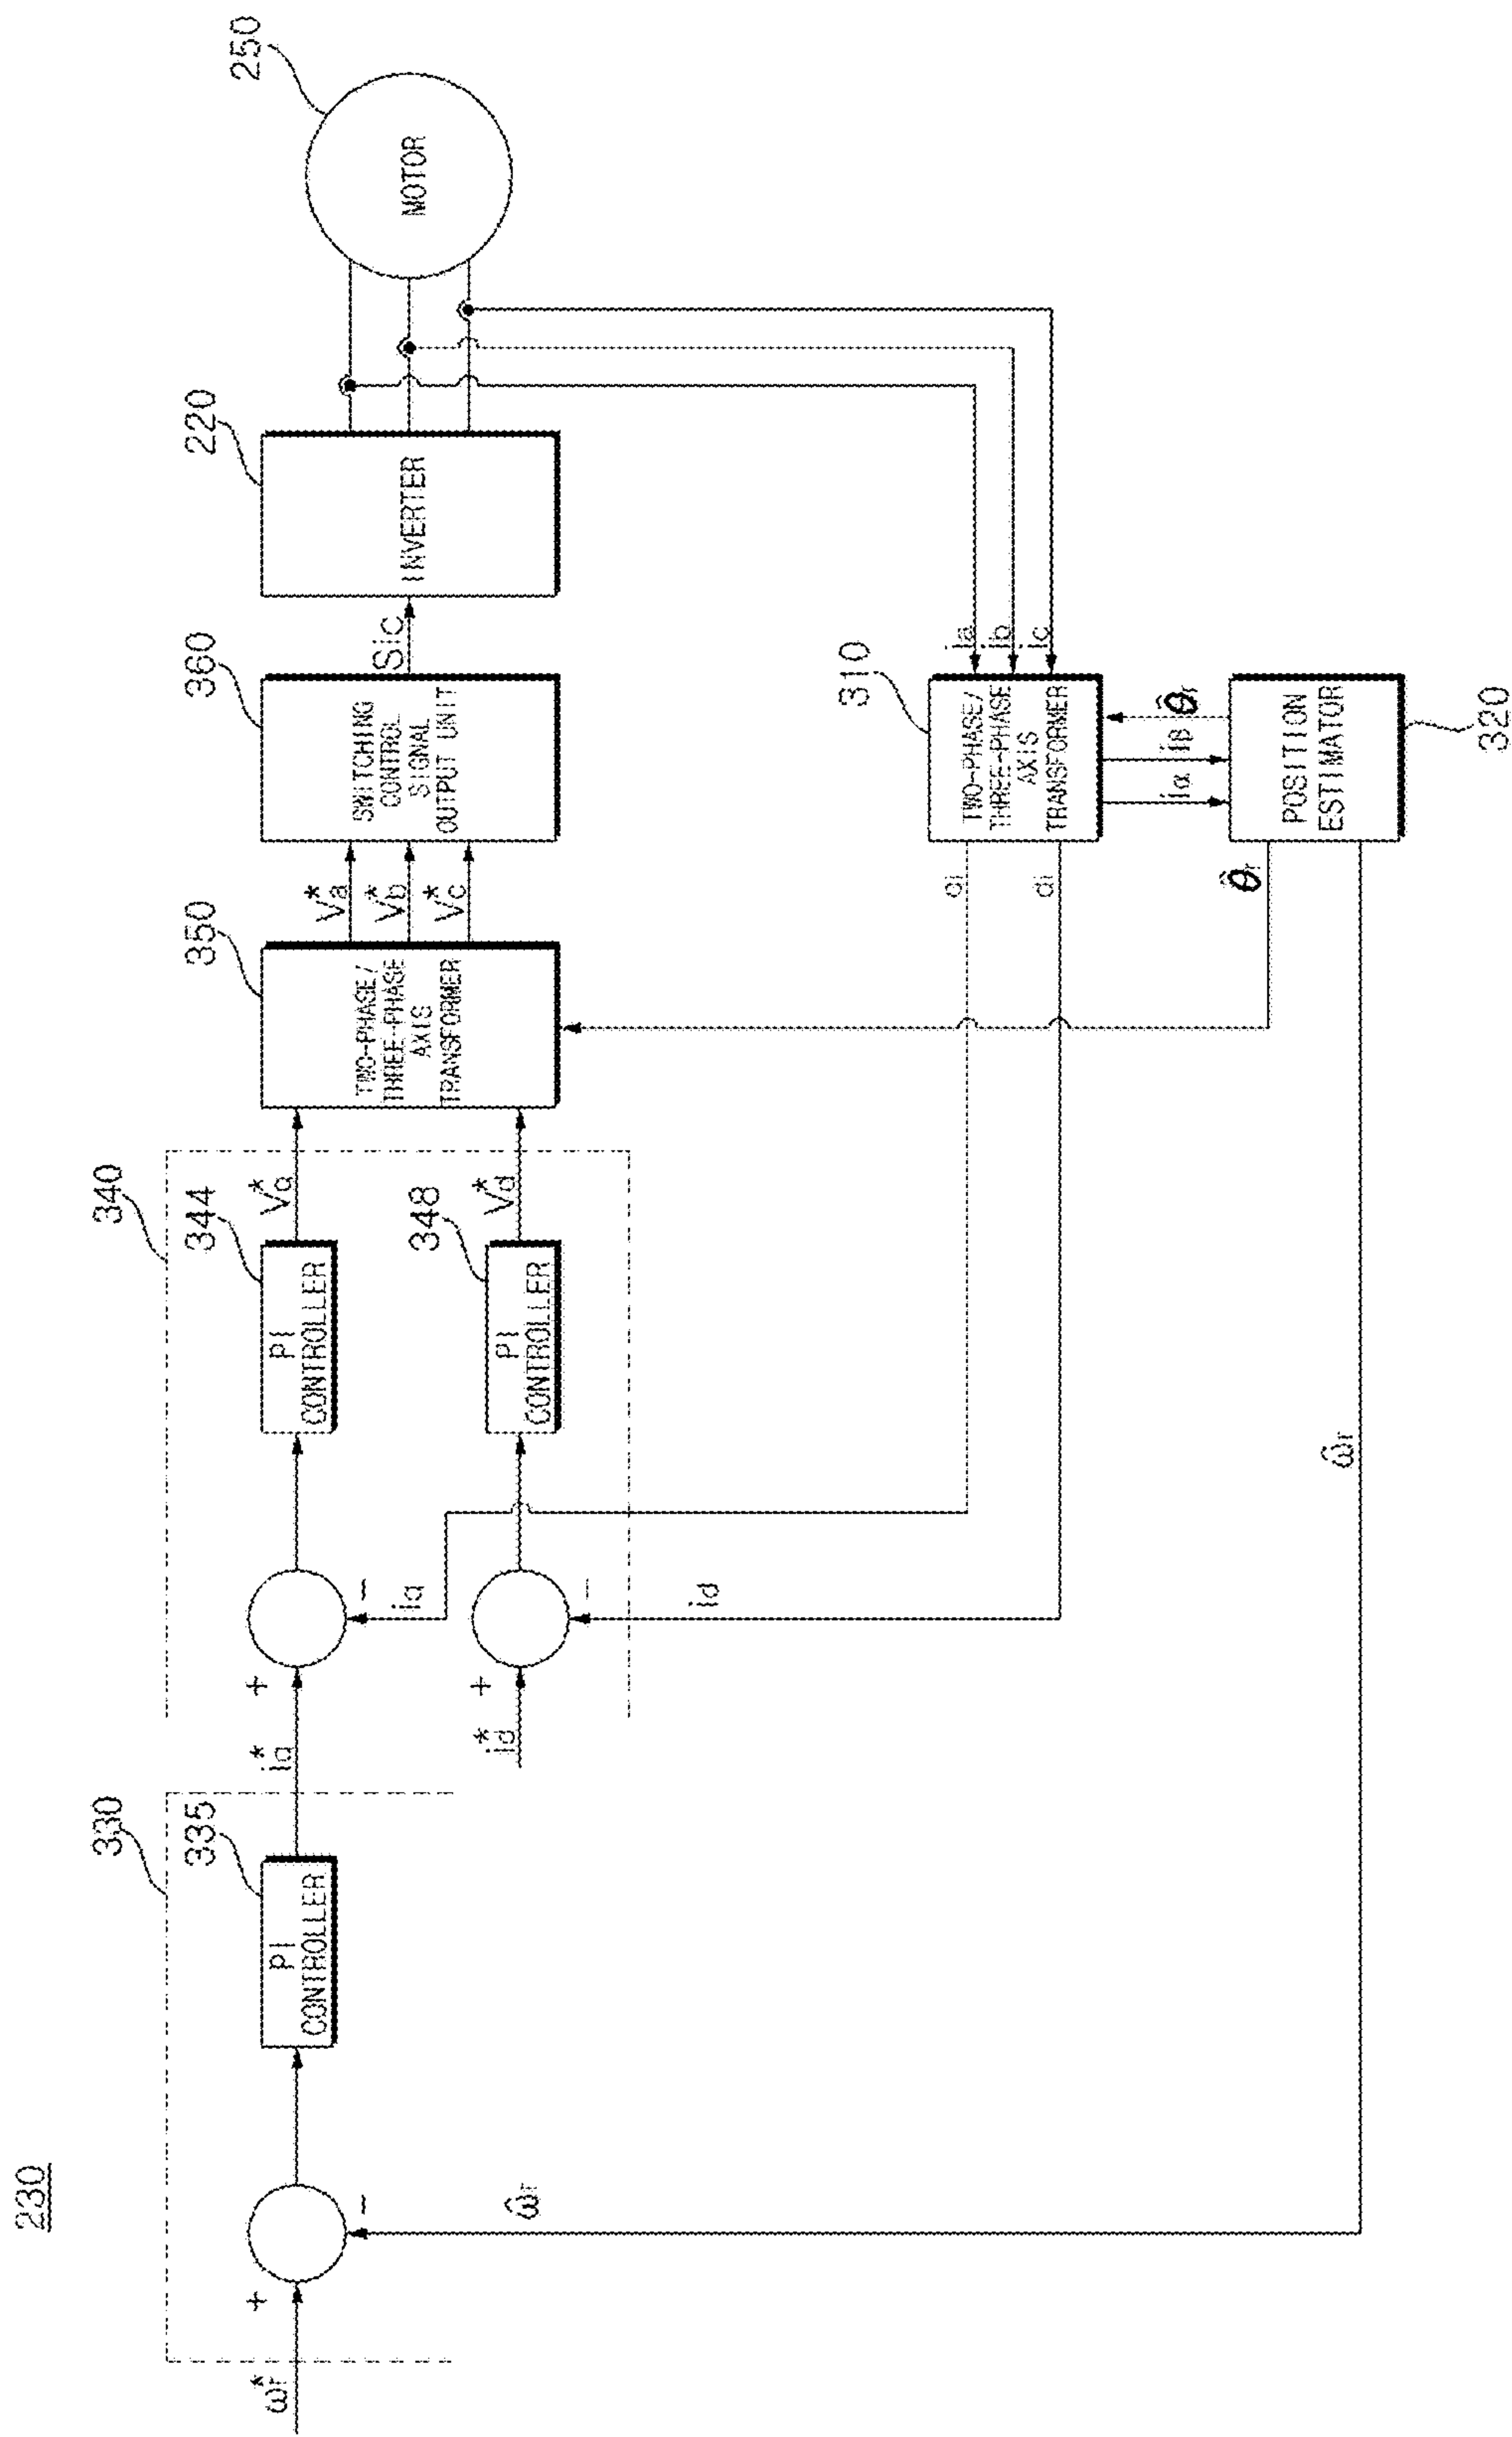 230
330
340
335
344
348
350
360
220
250
ω̂r*
+
-
ω̂r
PI
CONTROLLER
iq*
+
-
iq
id*
+
-
id
PI
CONTROLLER
Vq*
PI
CONTROLLER
Vd*
TWO-PHASE/
THREE-PHASE
AXIS
TRANSFORMER
Va*
Vb*
Vc*
SWITCHING
CONTROL
SIGNAL
OUTPUT UNIT
Sic
INVERTER
MOTOR
310
TWO-PHASE/
THREE-PHASE
AXIS
TRANSFORMER
ia
ib
ic
iα
iβ
θ̂r
POSITION
ESTIMATOR
320
θ̂r
ω̂r